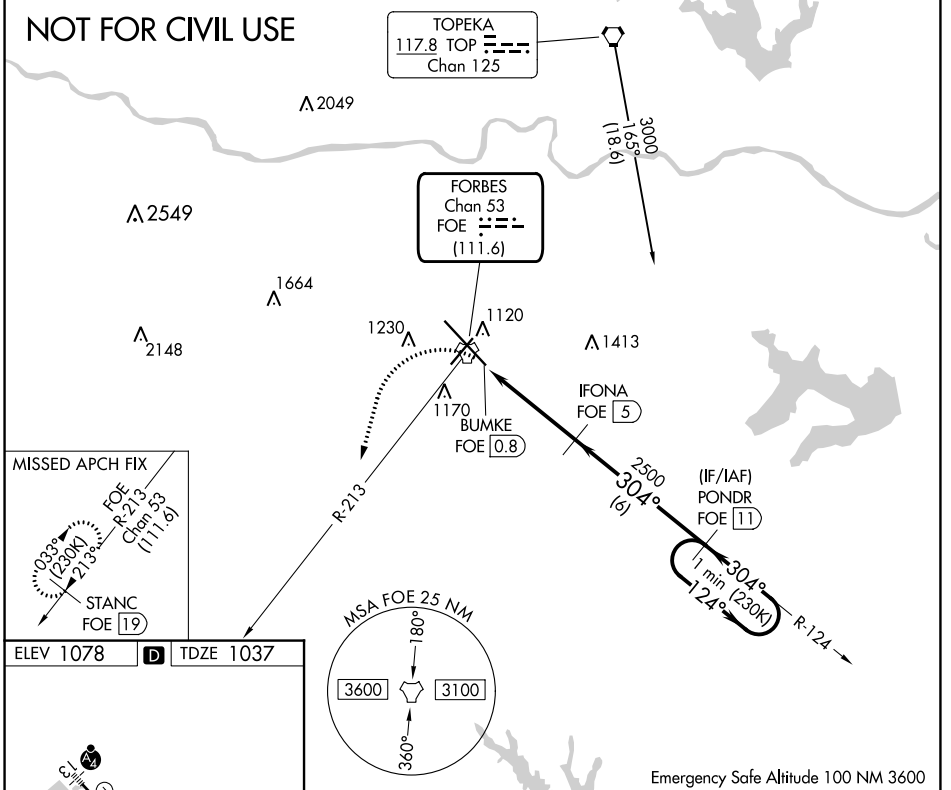 NOT FOR CIVIL USE
TOPEKA
117.8 TOP
Chan 125
2049
3000
165°
(18.6)
FORBES
Chan 53
FOE
(111.6)
2549
1664
2148
1230
1120
1413
1170
BUMKE
FOE 0.8
IFONA
FOE 5
2500
304°
(6)
(IF/IAF)
PONDR
FOE 11
1 min (230K)
304°
124°
R-124
R-213
MISSED APCH FIX
FOE
R-213
Chan 53
(111.6)
033°
(230K)
213°
STANC
FOE 19
MSA FOE 25 NM
180°
3600
3100
360°
ELEV 1078
D
TDZE 1037
A4
13
Emergency Safe Altitude 100 NM 3600